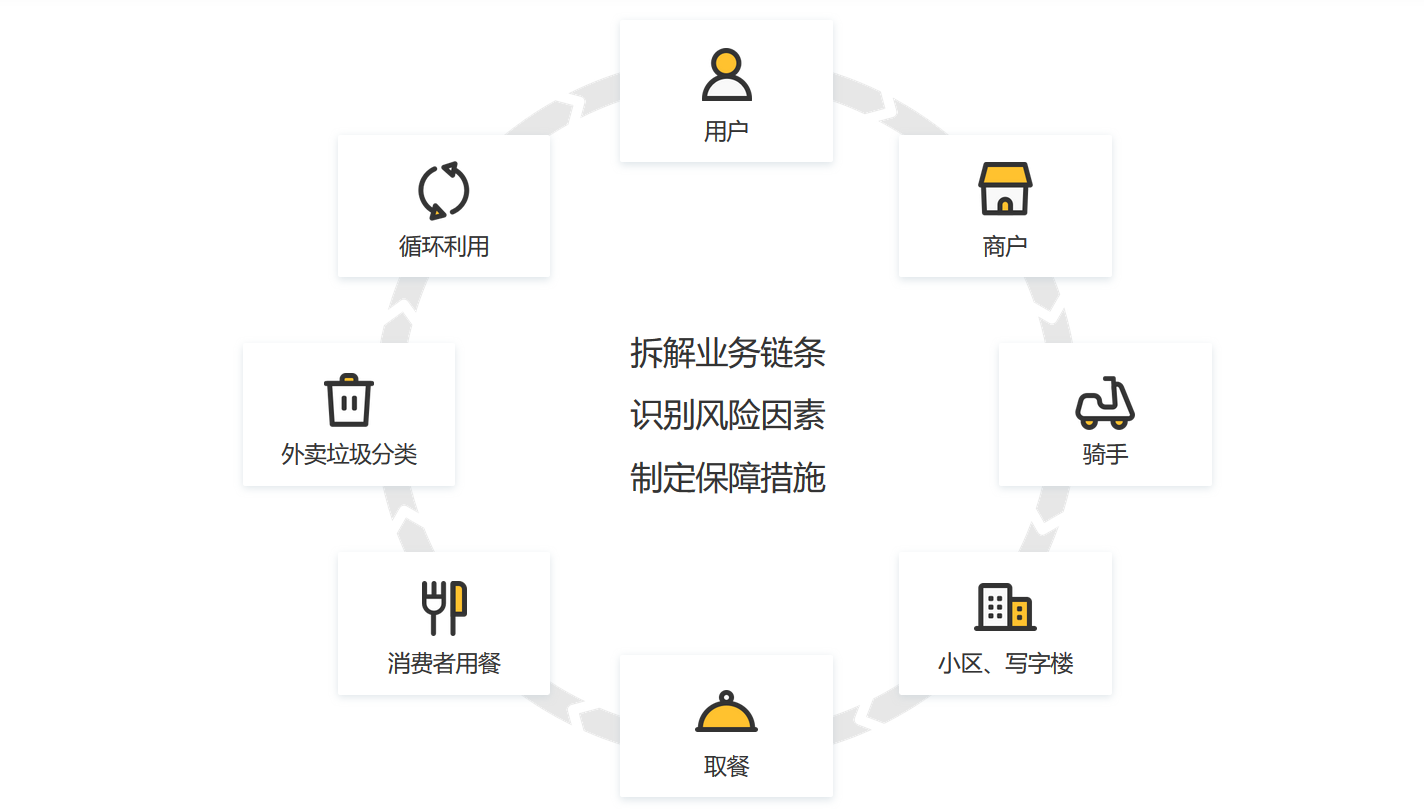 用户
循环利用
商户
拆解业务链条
识别风险因素
制定保障措施
外卖垃圾分类
骑手
消费者用餐
小区、写字楼
取餐